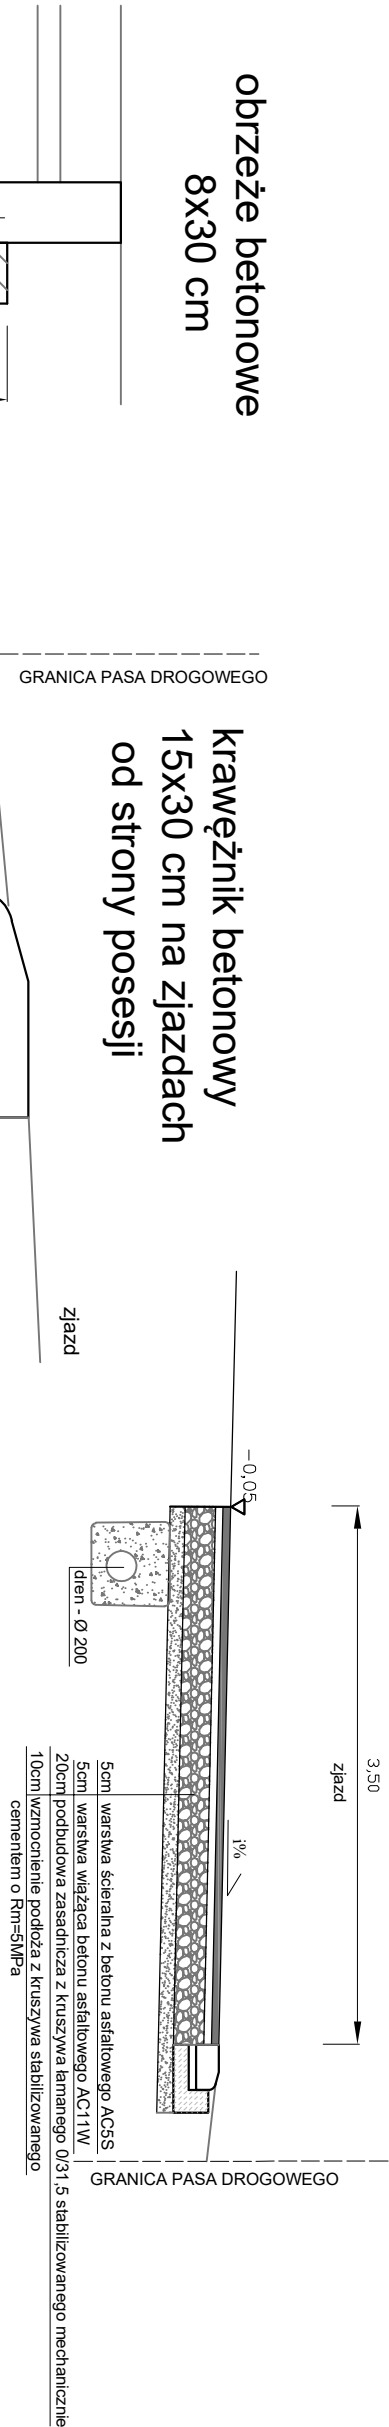 obrzeże betonowe
8x30 cm
GRANICA PASA DROGOWEGO
krawężnik betonowy
15x30 cm na zjazdach
od strony posesji
zjazd
3,50
zjazd
-0,05
i%
dren - Ø 200
5cm warstwa ścieralna z betonu asfaltowego AC5S
5cm warstwa wiążąca betonu asfaltowego AC11W
20cm podbudowa zasadnicza z kruszywa łamanego 0/31,5 stabilizowanego mechanicznie
10cm wzmocnienie podłoża z kruszywa stabilizowanego
cementem o Rm=5MPa
GRANICA PASA DROGOWEGO